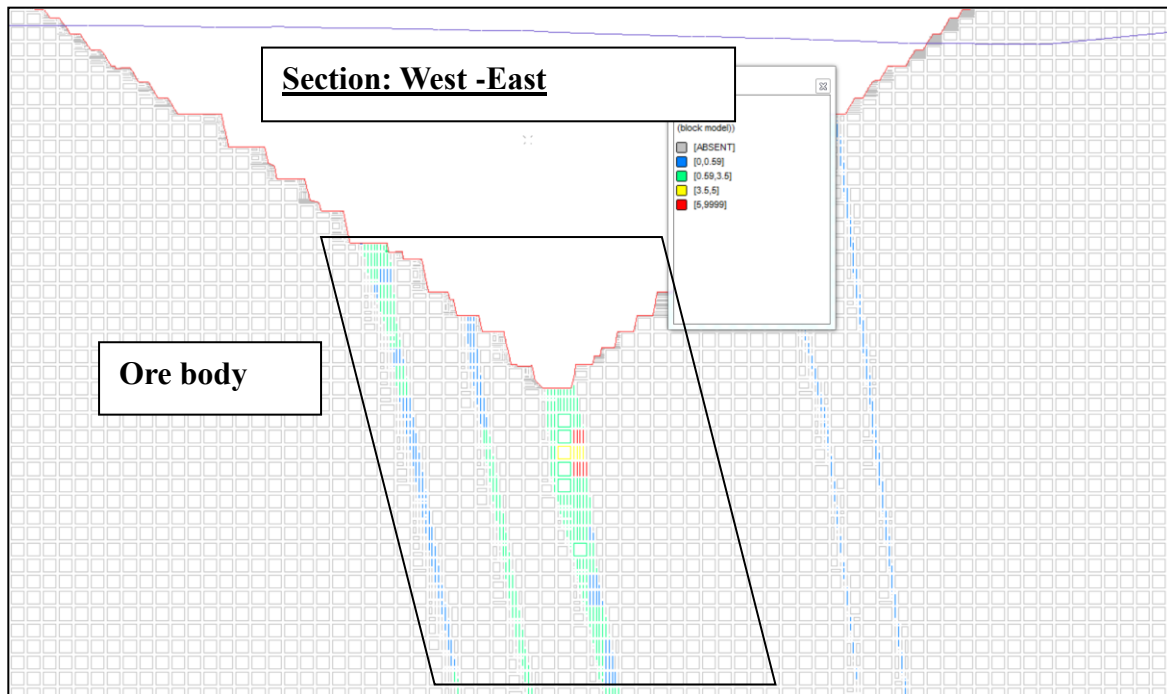 Section: West -East
(block model))
[ABSENT]
[0,0.59]
[0.59,3.5]
[3.5,5]
[5,9999]
Ore body